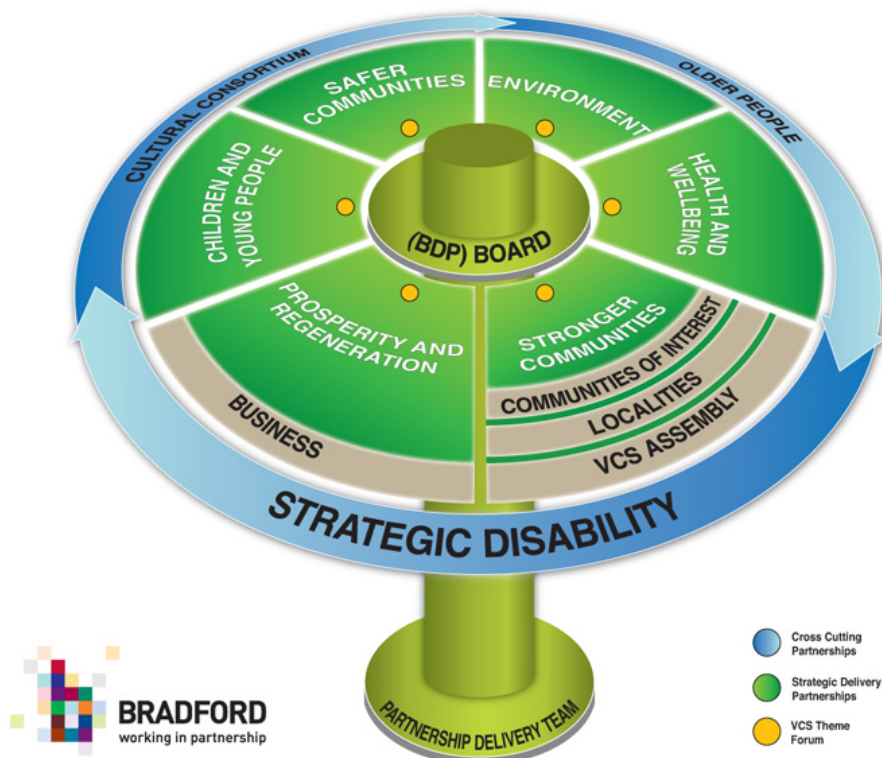 CULTURAL CONSORTIUM
OLDER PEOPLE
SAFER
COMMUNITIES
ENVIRONMENT
CHILDREN AND
YOUNG PEOPLE
HEALTH AND
WELLBEING
(BDP) BOARD
PROSPERITY AND
REGENERATION
STRONGER
COMMUNITIES
COMMUNITIES OF INTEREST
LOCALITIES
VCS ASSEMBLY
BUSINESS
STRATEGIC DISABILITY
PARTNERSHIP DELIVERY TEAM
BRADFORD
working in partnership
Cross Cutting
Partnerships
Strategic Delivery
Partnerships
VCS Theme
Forum